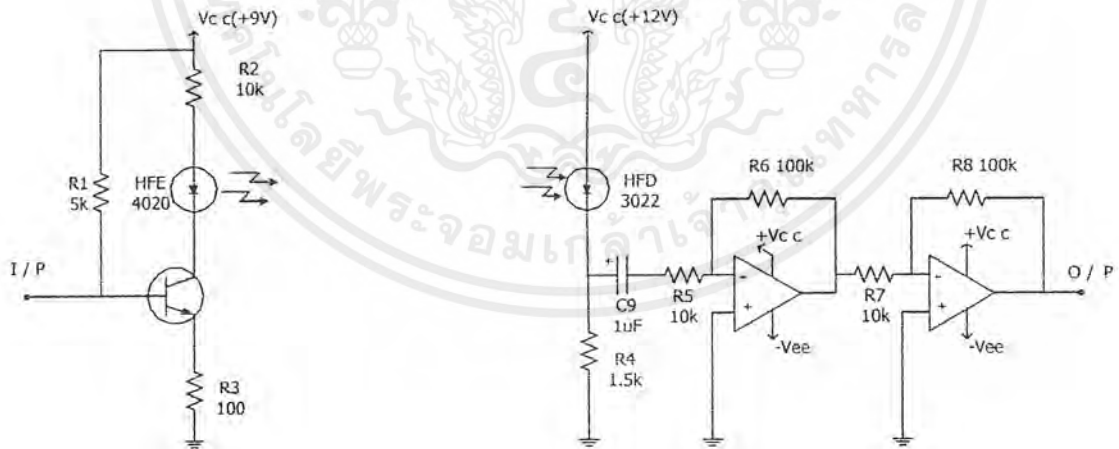 Vc c(+9V)
R2
10k
R1
5k
HFE
4020
I / P
R3
100
Vc c(+12V)
HFD
3022
R6 100k
R8 100k
+Vc c
+Vc c
C9
1uF
R5
10k
R7
10k
-
+
-
+
O / P
-Vee
-Vee
R4
1.5k
+